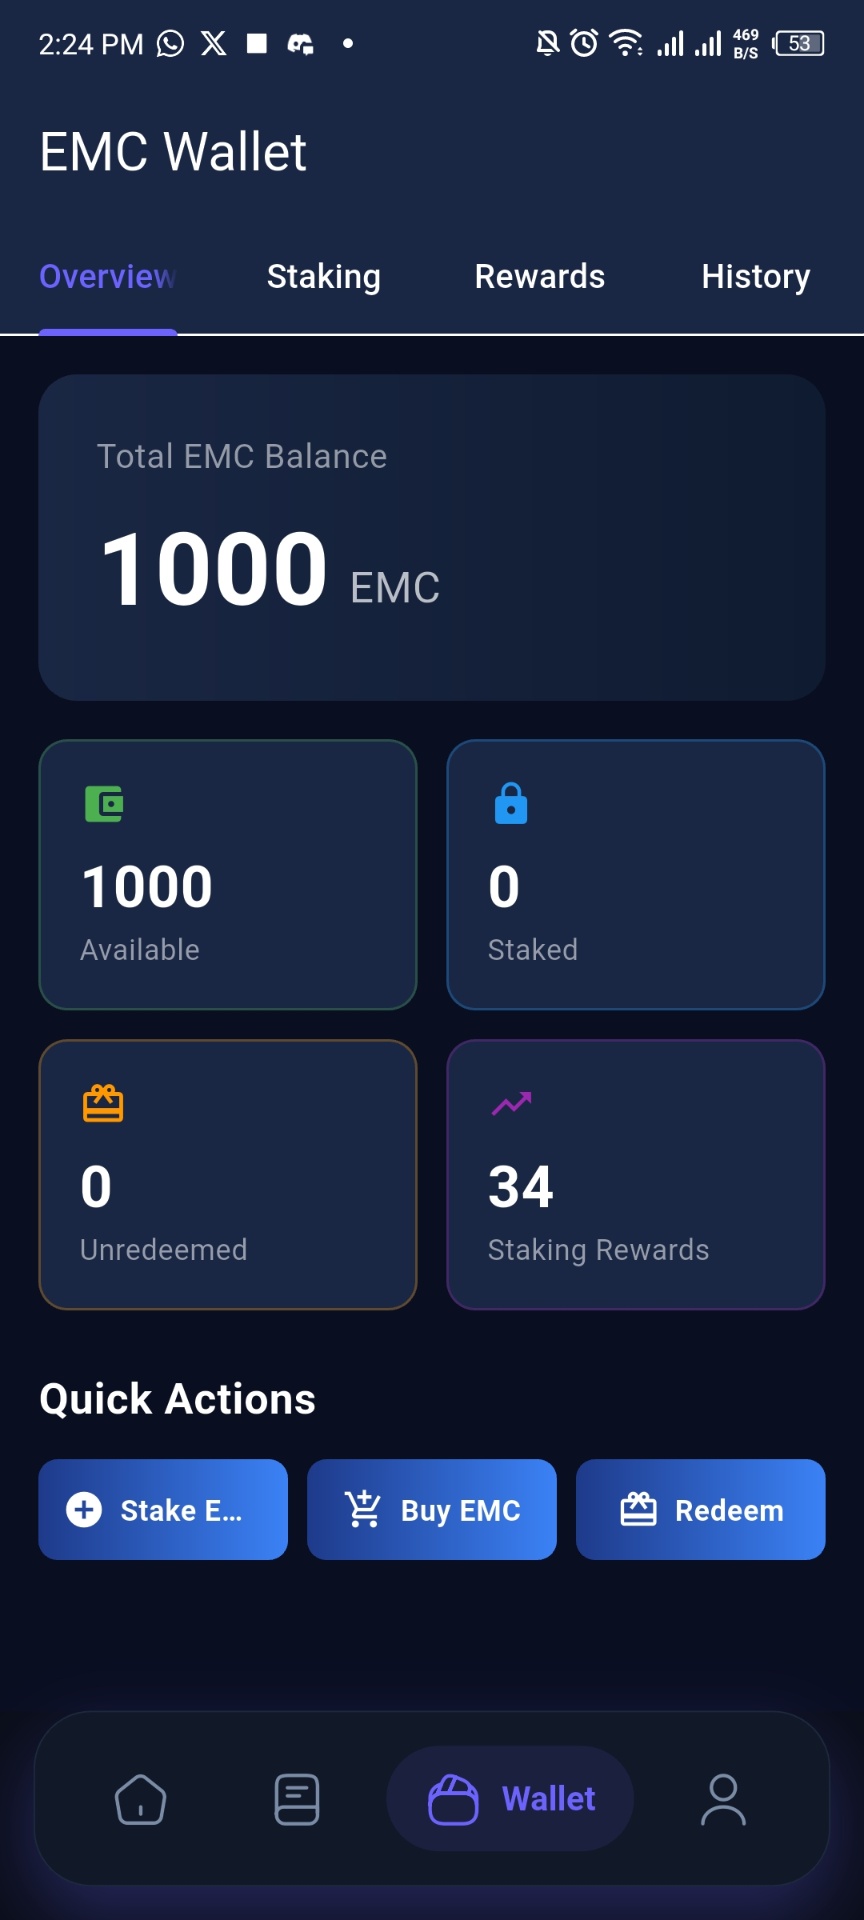 2:24 PM
469 B/S
53
EMC Wallet
Overview Staking Rewards History
Total EMC Balance
1000 EMC
1000
Available
0
Staked
0
Unredeemed
34
Staking Rewards
Quick Actions
Stake E... Buy EMC Redeem
Wallet